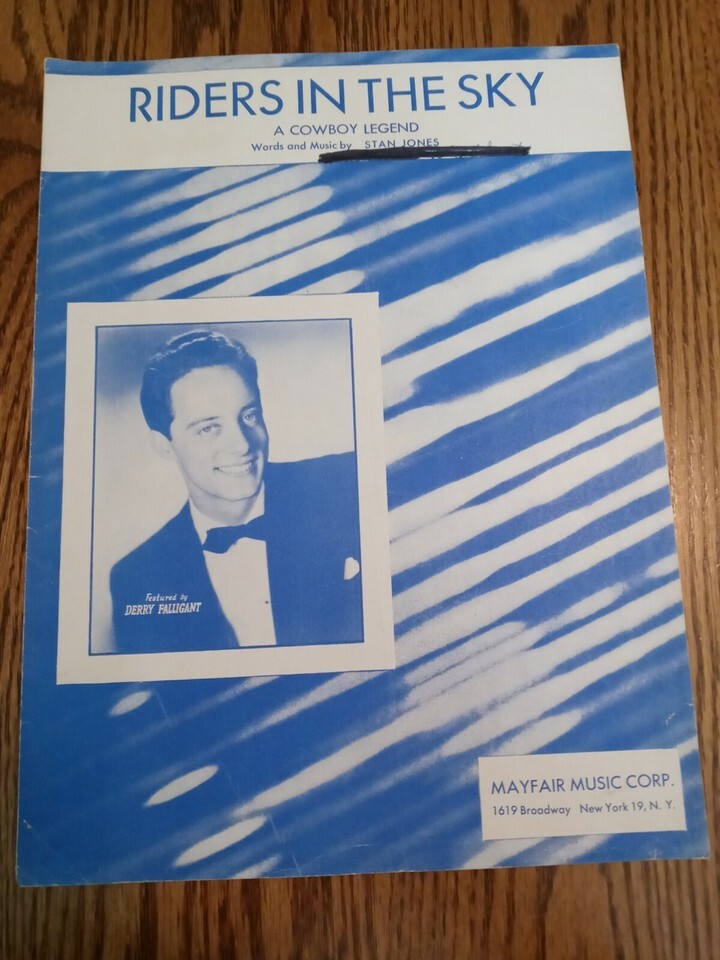 RIDERS IN THE SKY
A COWBOY LEGEND
Words and Music by STAN JONES
Featured by
DERRY FALLIGANT
MAYFAIR MUSIC CORP.
1619 Broadway New York 19, N. Y.